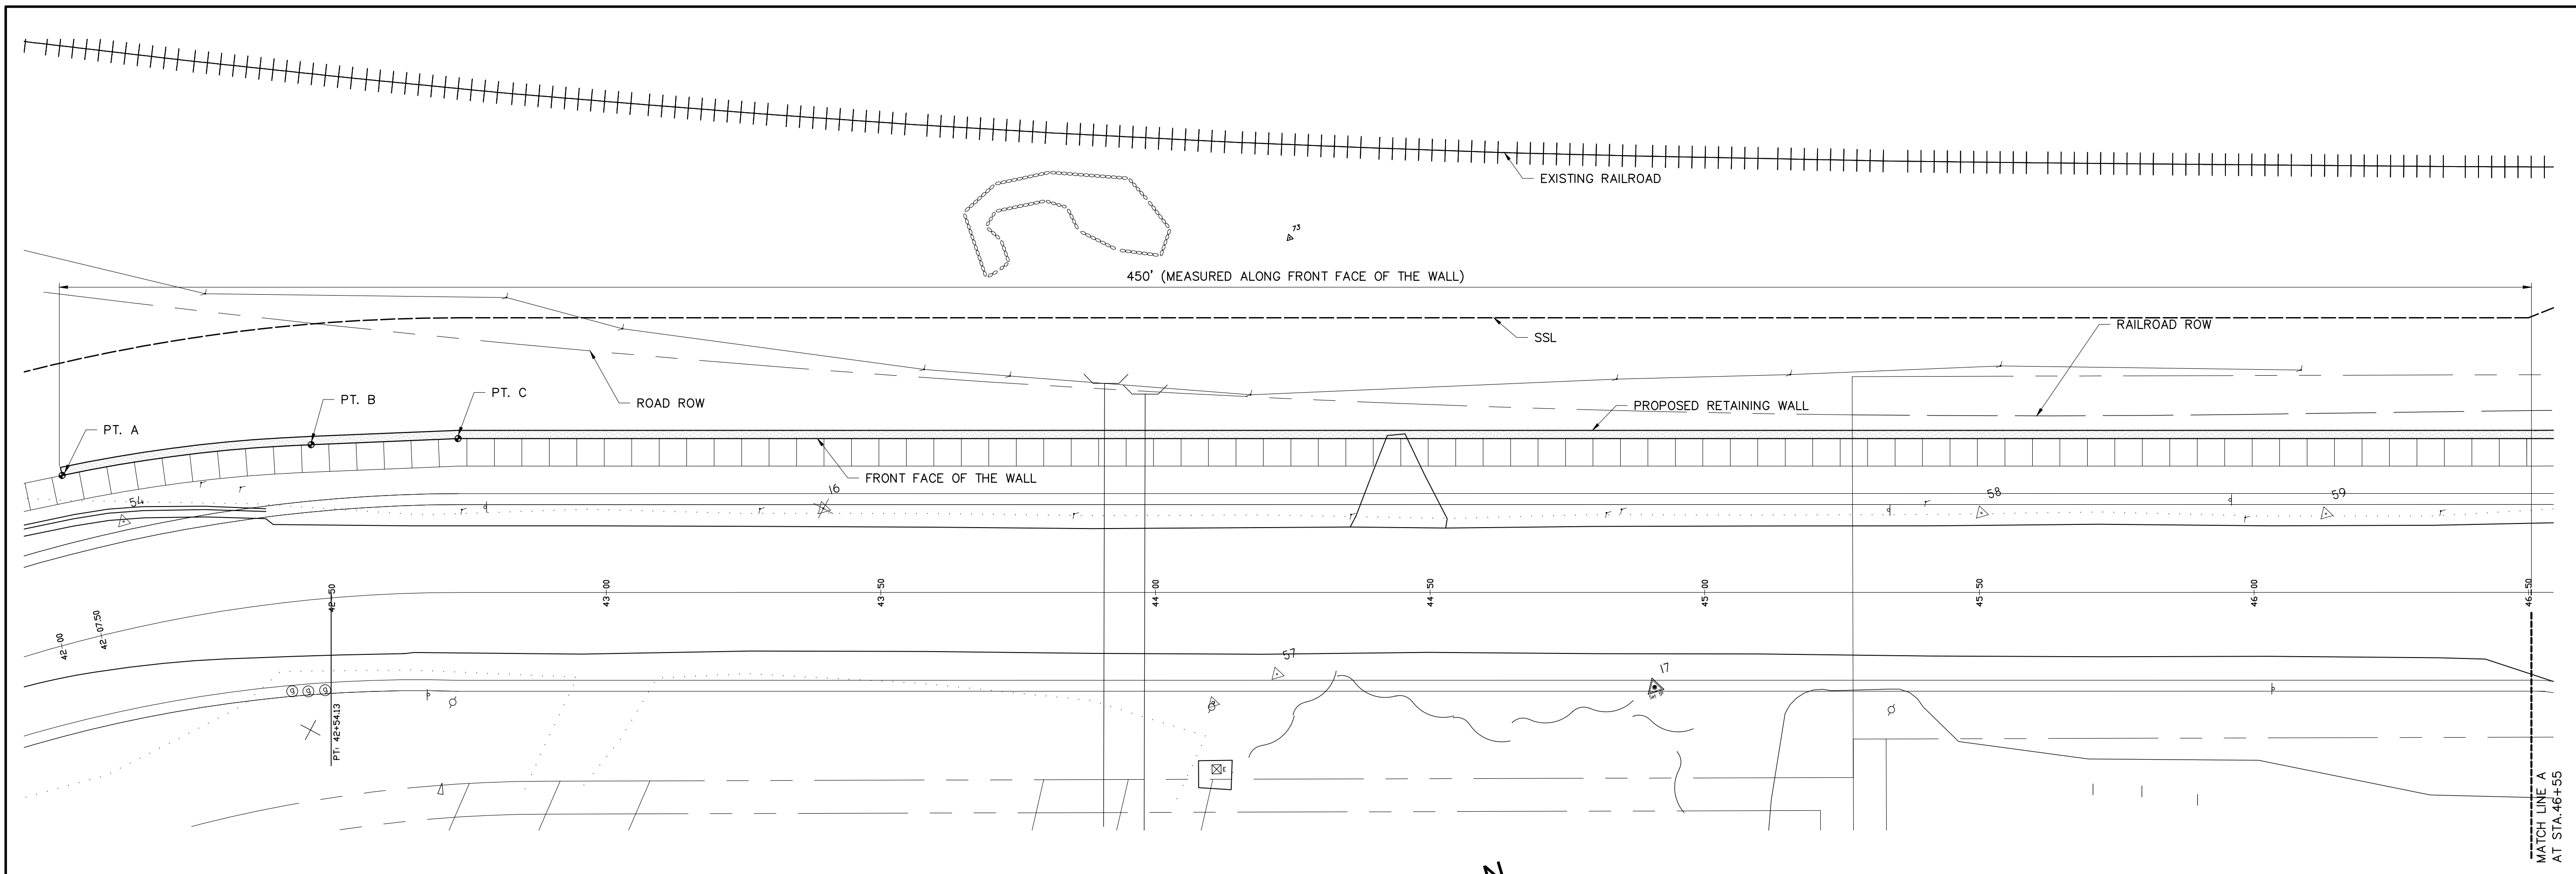 EXISTING RAILROAD
73
450' (MEASURED ALONG FRONT FACE OF THE WALL)
SSL
RAILROAD ROW
ROAD ROW
PT. A
PT. B
PT. C
PROPOSED RETAINING WALL
FRONT FACE OF THE WALL
54
16
58
59
42-00
42-07.50
42-50
43-00
43-50
44-00
44-50
45-00
45-50
46-00
46-50
57
17
PT: 42+54.13
E
MATCH LINE A
AT STA.46+55
N